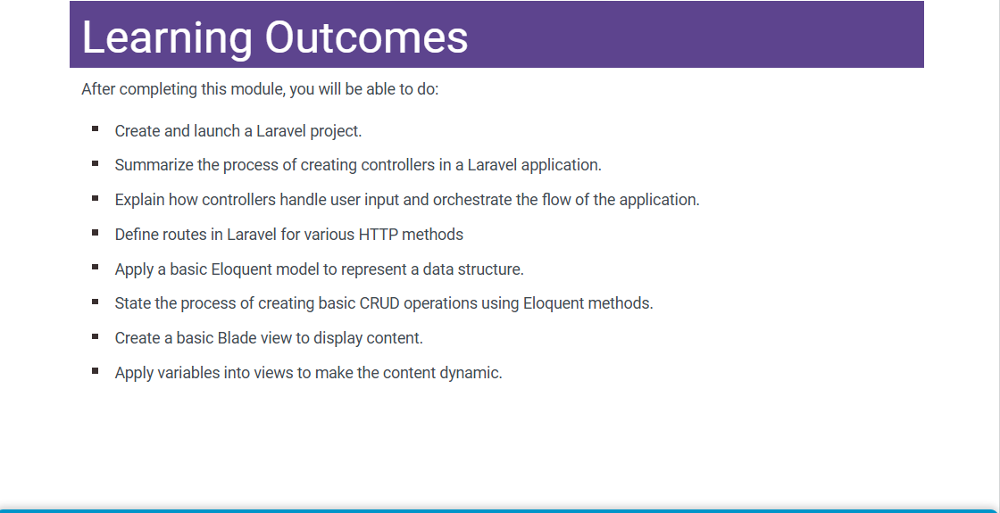 Learning Outcomes
After completing this module, you will be able to do:
▪ Create and launch a Laravel project.
▪ Summarize the process of creating controllers in a Laravel application.
▪ Explain how controllers handle user input and orchestrate the flow of the application.
▪ Define routes in Laravel for various HTTP methods
▪ Apply a basic Eloquent model to represent a data structure.
▪ State the process of creating basic CRUD operations using Eloquent methods.
▪ Create a basic Blade view to display content.
▪ Apply variables into views to make the content dynamic.